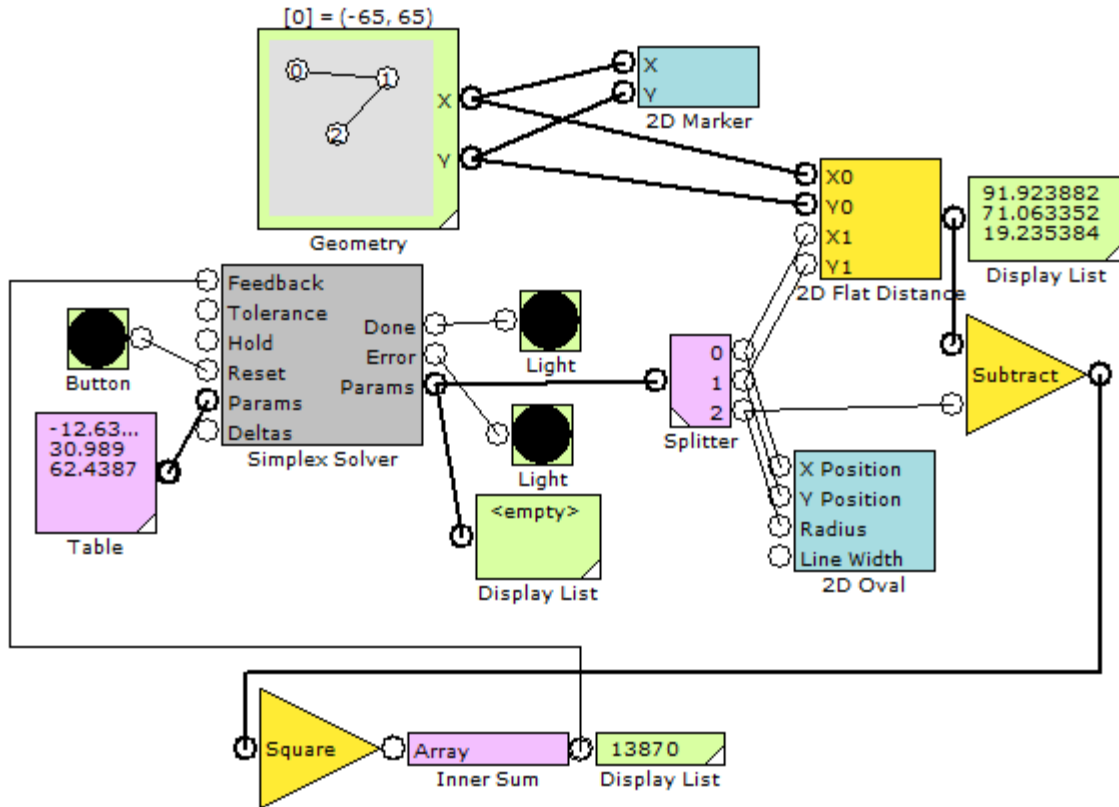 [0] = (-65, 65)
0
1
2
X
Y
Geometry
X
Y
2D Marker
X0
Y0
X1
Y1
2D Flat Distance
91.923882
71.063352
19.235384
Display List
Feedback
Tolerance
Hold
Reset
Params
Deltas
Done
Error
Params
Simplex Solver
Button
Light
Light
-12.63...
30.989
62.4387
Table
<empty>
Display List
0
1
2
Splitter
Subtract
X Position
Y Position
Radius
Line Width
2D Oval
Square
Array
Inner Sum
13870
Display List